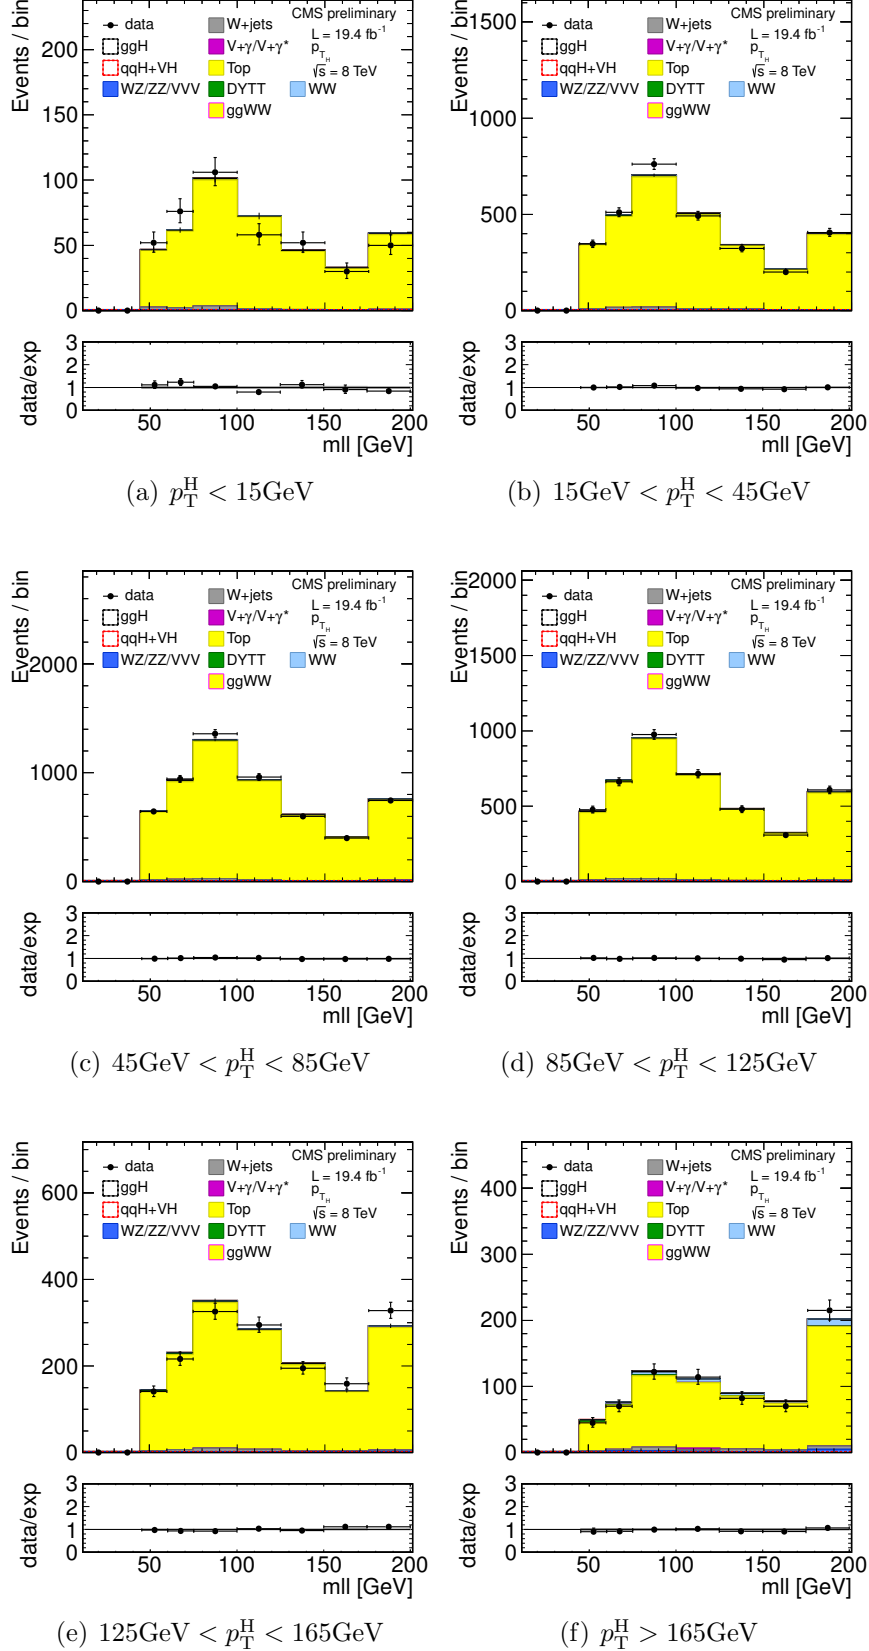 Events / bin
200
150
100
50
0
data
ggH
qqH+VH
WZ/ZZ/VVV
W+jets
V+γ/V+γ*
Top
DYTT
ggWW
WW
CMS preliminary
L = 19.4 fb⁻¹
p_T_H
√s = 8 TeV
data/exp
3
2
1
0
50 100 150 200
mll [GeV]
(a) p_T^H < 15GeV
Events / bin
1500
1000
500
0
data
ggH
qqH+VH
WZ/ZZ/VVV
W+jets
V+γ/V+γ*
Top
DYTT
ggWW
WW
CMS preliminary
L = 19.4 fb⁻¹
p_T_H
√s = 8 TeV
data/exp
3
2
1
0
50 100 150 200
mll [GeV]
(b) 15GeV < p_T^H < 45GeV
Events / bin
2000
1000
0
data
ggH
qqH+VH
WZ/ZZ/VVV
W+jets
V+γ/V+γ*
Top
DYTT
ggWW
WW
CMS preliminary
L = 19.4 fb⁻¹
p_T_H
√s = 8 TeV
data/exp
3
2
1
0
50 100 150 200
mll [GeV]
(c) 45GeV < p_T^H < 85GeV
Events / bin
2000
1500
1000
500
0
data
ggH
qqH+VH
WZ/ZZ/VVV
W+jets
V+γ/V+γ*
Top
DYTT
ggWW
WW
CMS preliminary
L = 19.4 fb⁻¹
p_T_H
√s = 8 TeV
data/exp
3
2
1
0
50 100 150 200
mll [GeV]
(d) 85GeV < p_T^H < 125GeV
Events / bin
600
400
200
0
data
ggH
qqH+VH
WZ/ZZ/VVV
W+jets
V+γ/V+γ*
Top
DYTT
ggWW
WW
CMS preliminary
L = 19.4 fb⁻¹
p_T_H
√s = 8 TeV
data/exp
3
2
1
0
50 100 150 200
mll [GeV]
(e) 125GeV < p_T^H < 165GeV
Events / bin
400
300
200
100
0
data
ggH
qqH+VH
WZ/ZZ/VVV
W+jets
V+γ/V+γ*
Top
DYTT
ggWW
WW
CMS preliminary
L = 19.4 fb⁻¹
p_T_H
√s = 8 TeV
data/exp
3
2
1
0
50 100 150 200
mll [GeV]
(f) p_T^H > 165GeV